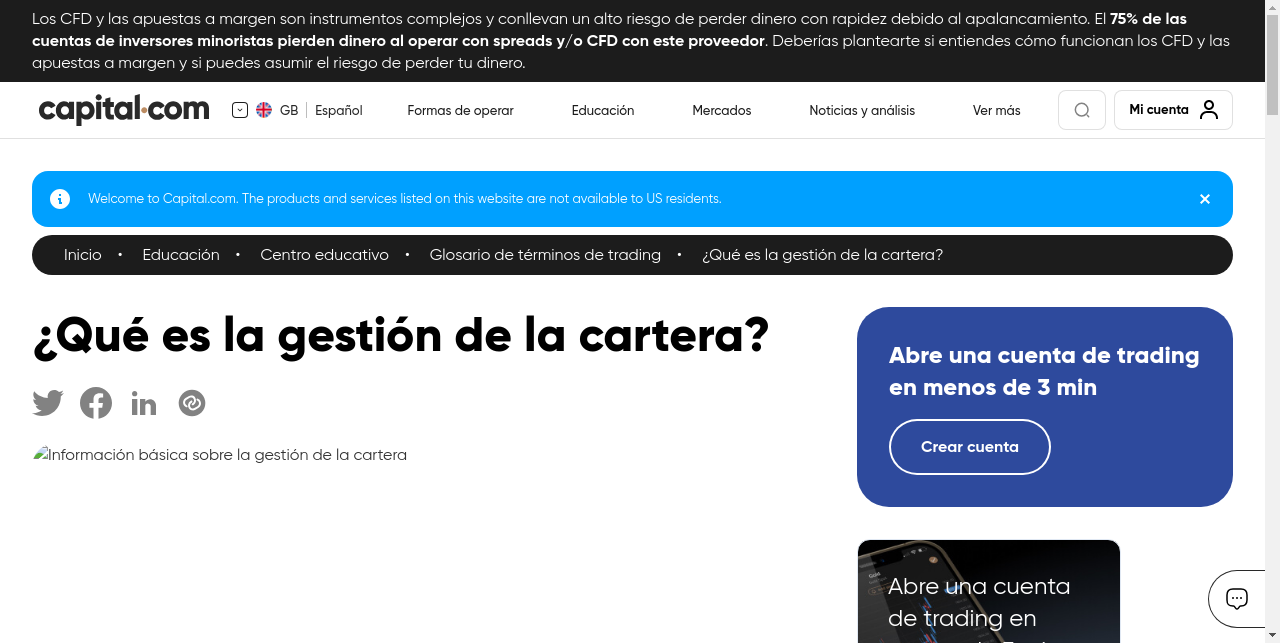 Los CFD y las apuestas a margen son instrumentos complejos y conllevan un alto riesgo de perder dinero con rapidez debido al apalancamiento. El 75% de las
cuentas de inversores minoristas pierden dinero al operar con spreads y/o CFD con este proveedor. Deberías plantearte si entiendes cómo funcionan los CFD y las
apuestas a margen y si puedes asumir el riesgo de perder tu dinero.
capital.com GB Español Formas de operar Educación Mercados Noticias y análisis Ver más Mi cuenta
Welcome to Capital.com. The products and services listed on this website are not available to US residents.
Inicio • Educación • Centro educativo • Glosario de términos de trading • ¿Qué es la gestión de la cartera?
¿Qué es la gestión de la cartera?
Información básica sobre la gestión de la cartera
Abre una cuenta de trading
en menos de 3 min
Crear cuenta
Abre una cuenta
de trading en